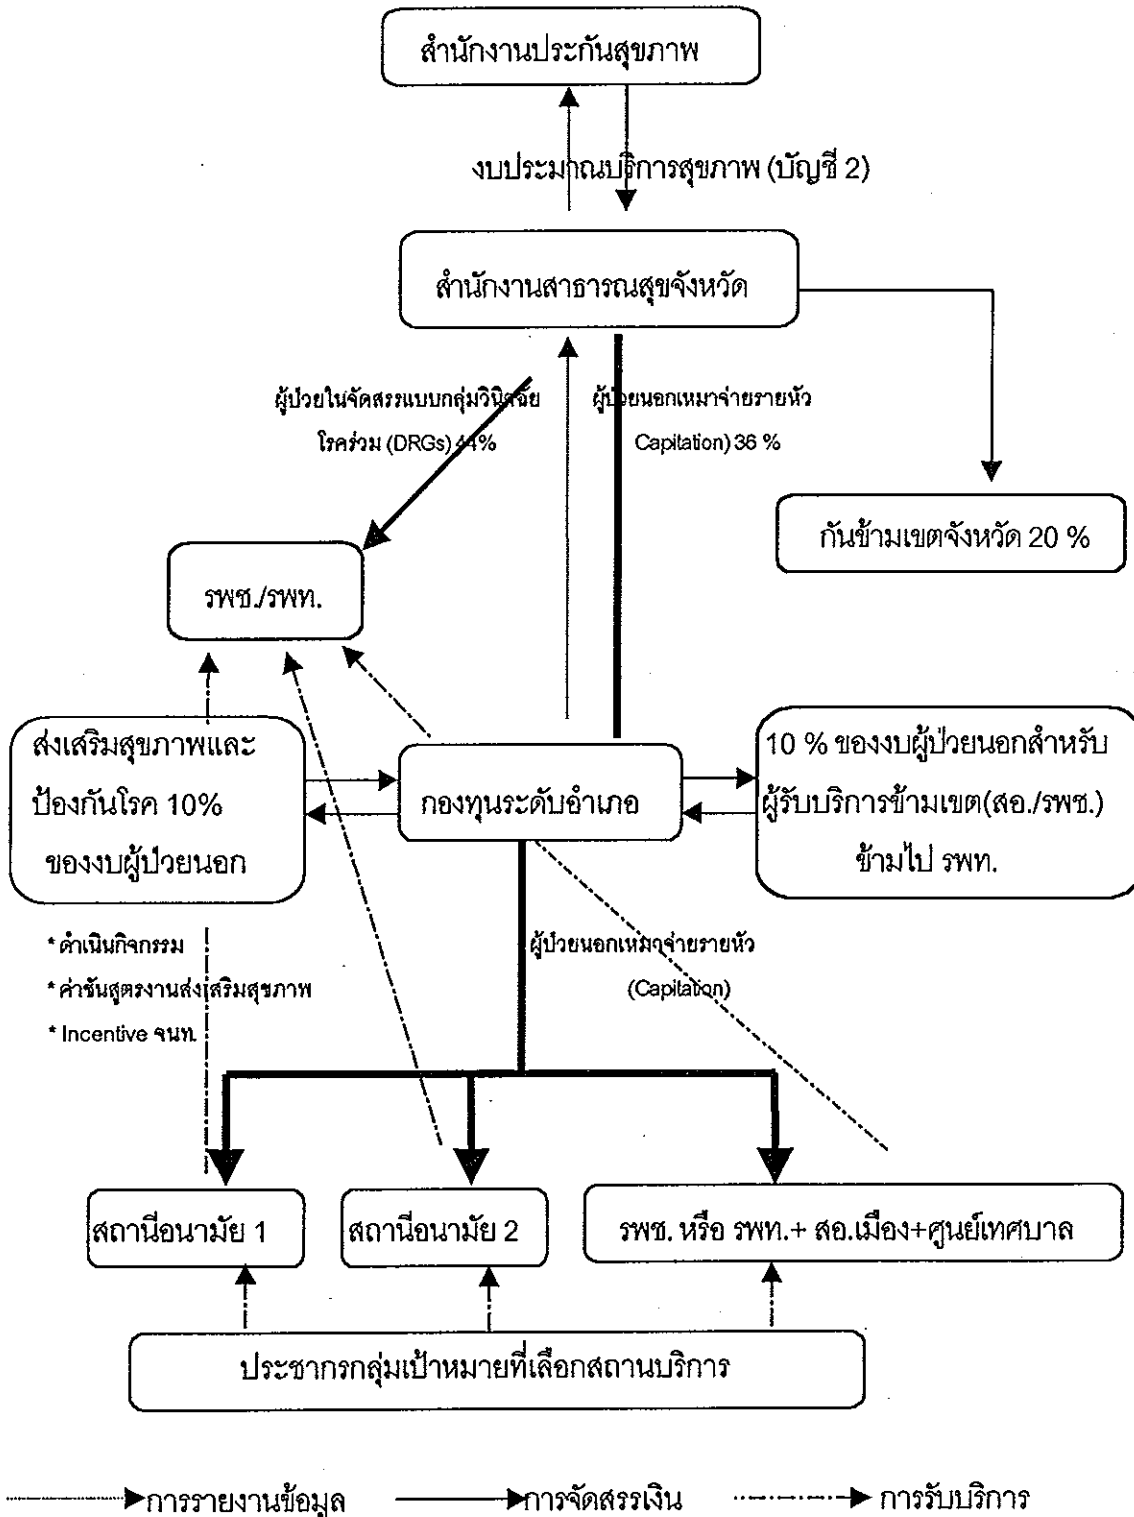 สำนักงานประกันสุขภาพ
งบประมาณบริการสุขภาพ (บัญชี 2)
สำนักงานสาธารณสุขจังหวัด
ผู้ป่วยในจัดสรรแบบกลุ่มวินิจฉัย
โรคร่วม (DRGs) 44%
ผู้ป่วยนอกเหมาจ่ายรายหัว
Capitation) 36 %
กันข้ามเขตจังหวัด 20 %
รพช./รพท.
ส่งเสริมสุขภาพและ
ป้องกันโรค 10%
ของงบผู้ป่วยนอก
กองทุนระดับอำเภอ
10 % ของงบผู้ป่วยนอกสำหรับ
ผู้รับบริการข้ามเขต(สอ./รพช.)
ข้ามไป รพท.
* ดำเนินกิจกรรม
* ค่าชันสูตรงานส่งเสริมสุขภาพ
* Incentive จนท.
ผู้ป่วยนอกเหมาจ่ายรายหัว
(Capitation)
สถานีอนามัย 1
สถานีอนามัย 2
รพช. หรือ รพท.+ สอ.เมือง+ศูนย์เทศบาล
ประชากรกลุ่มเป้าหมายที่เลือกสถานบริการ
การรายงานข้อมูล
การจัดสรรเงิน
การรับบริการ